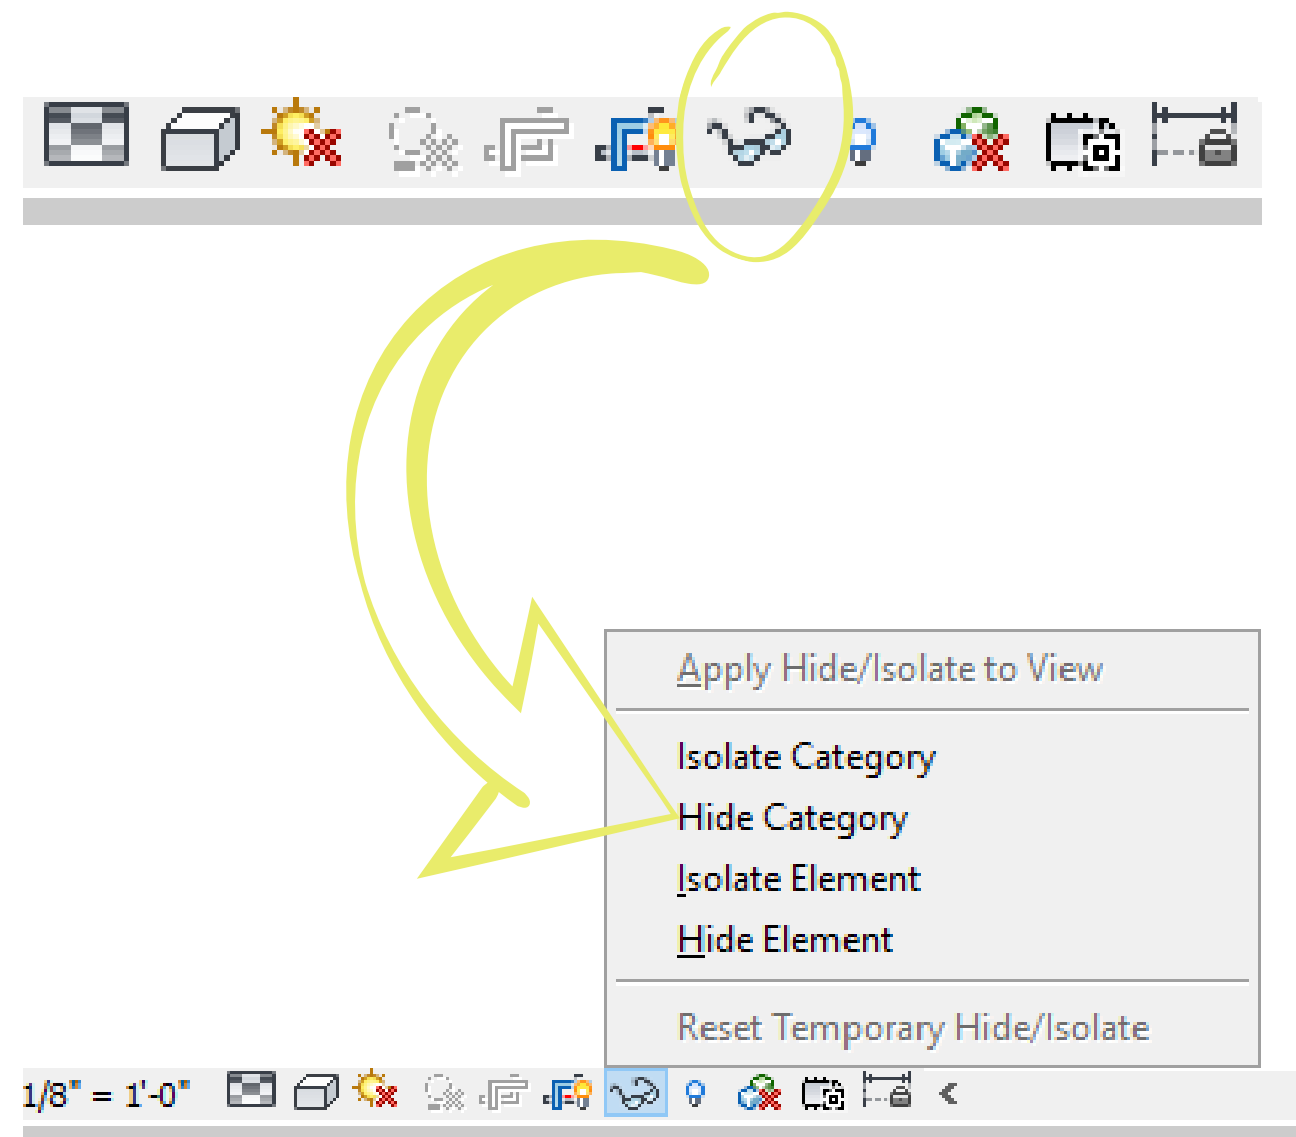 Apply Hide/Isolate to View
Isolate Category
Hide Category
Isolate Element
Hide Element
Reset Temporary Hide/Isolate
1/8" = 1'-0"